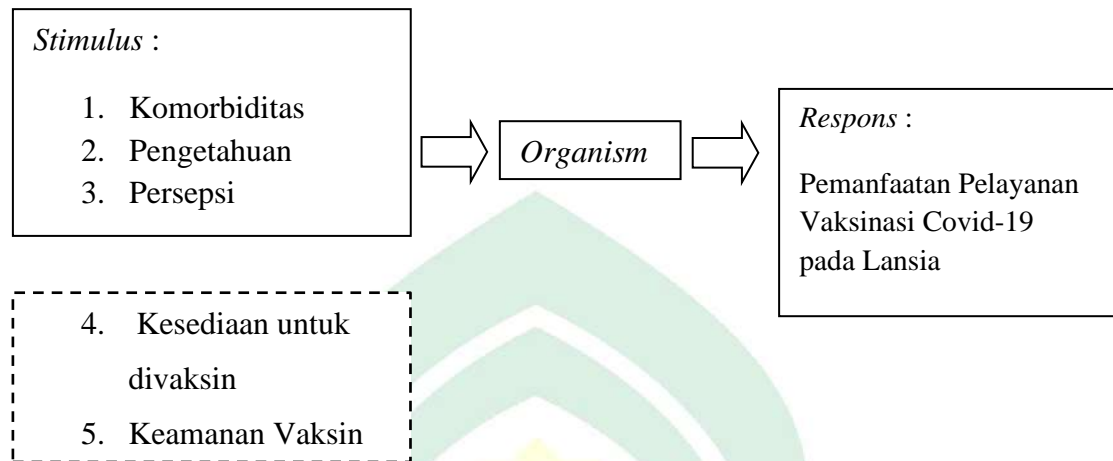 Stimulus :
1. Komorbiditas
2. Pengetahuan
3. Persepsi
4. Kesediaan untuk
divaksin
5. Keamanan Vaksin
Organism
Respons :
Pemanfaatan Pelayanan
Vaksinasi Covid-19
pada Lansia